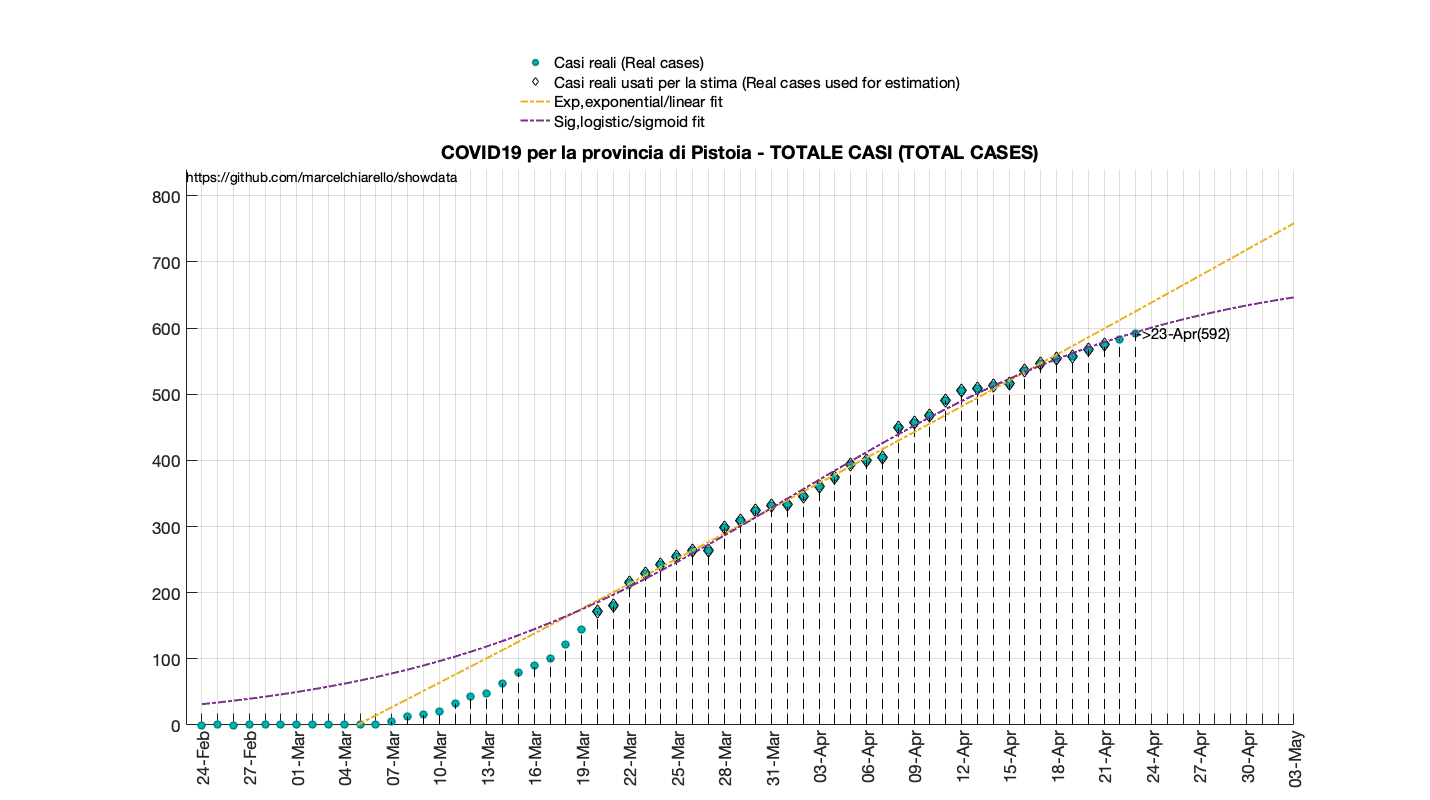 Casi reali (Real cases)
Casi reali usati per la stima (Real cases used for estimation)
Exp,exponential/linear fit
Sig,logistic/sigmoid fit
COVID19 per la provincia di Pistoia - TOTALE CASI (TOTAL CASES)
https://github.com/marcelchiarello/showdata
800
700
600
500
400
300
200
100
0
>23-Apr(592)
24-Feb
27-Feb
01-Mar
04-Mar
07-Mar
10-Mar
13-Mar
16-Mar
19-Mar
22-Mar
25-Mar
28-Mar
31-Mar
03-Apr
06-Apr
09-Apr
12-Apr
15-Apr
18-Apr
21-Apr
24-Apr
27-Apr
30-Apr
03-May